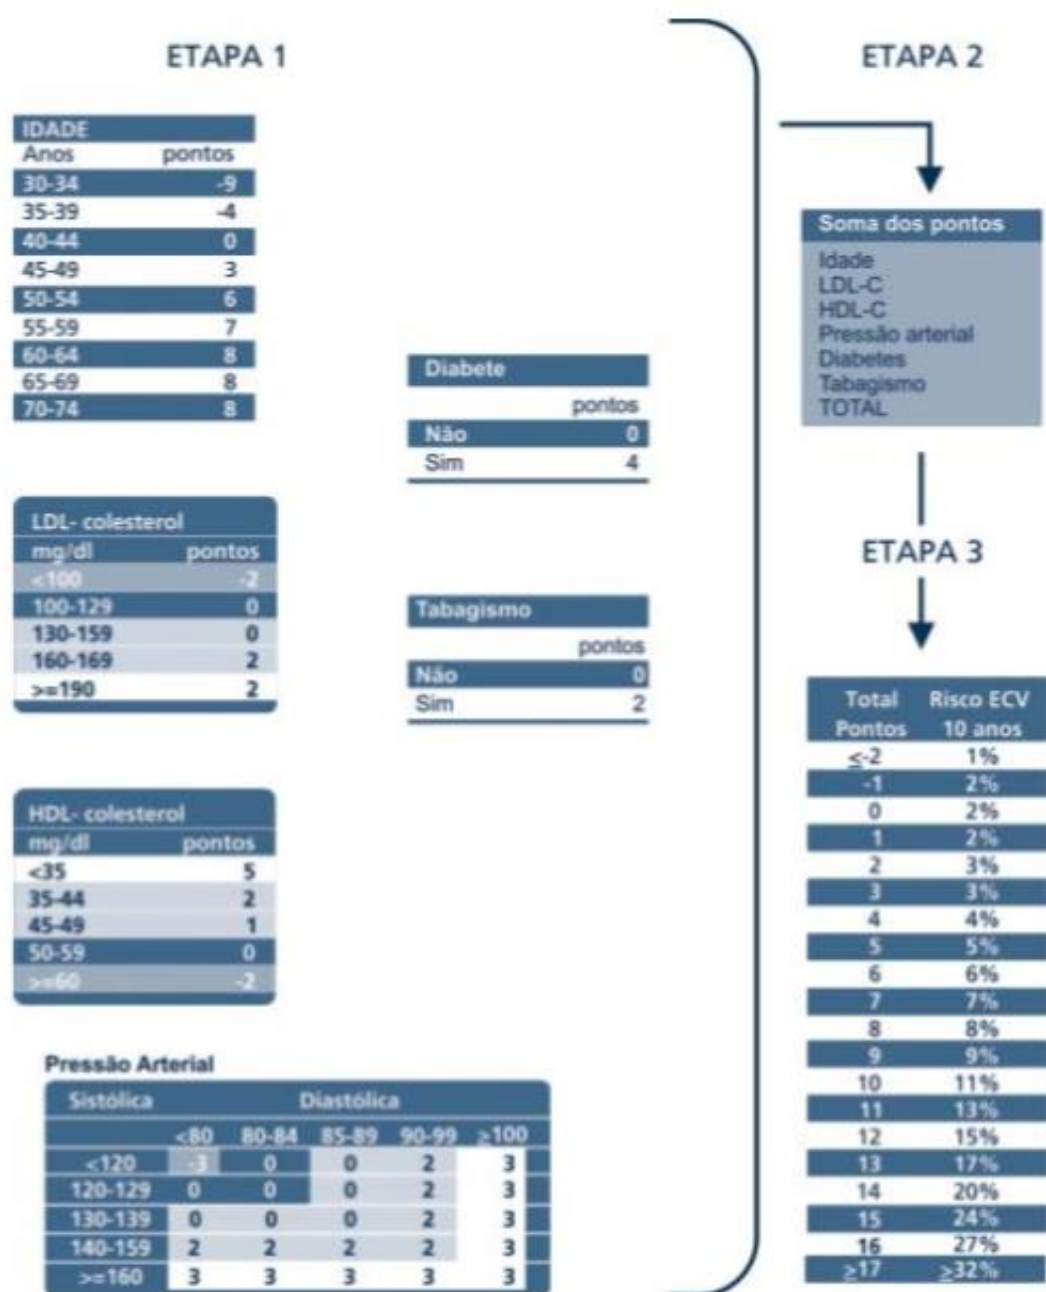 ETAPA 1
IDADE
Anos pontos
30-34 -9
35-39 -4
40-44 0
45-49 3
50-54 6
55-59 7
60-64 8
65-69 8
70-74 8
LDL- colesterol
mg/dl pontos
<100 -2
100-129 0
130-159 0
160-169 2
>=190 2
HDL- colesterol
mg/dl pontos
<35 5
35-44 2
45-49 1
50-59 0
>=60 -2
Pressão Arterial
Sistólica Diastólica
<80 80-84 85-89 90-99 ≥100
<120 -3 0 0 2 3
120-129 0 0 0 2 3
130-139 0 0 0 2 3
140-159 2 2 2 2 3
>=160 3 3 3 3 3
Diabete
pontos
Não 0
Sim 4
Tabagismo
pontos
Não 0
Sim 2
ETAPA 2
Soma dos pontos
Idade
LDL-C
HDL-C
Pressão arterial
Diabetes
Tabagismo
TOTAL
ETAPA 3
Total Risco ECV
Pontos 10 anos
≤-2 1%
-1 2%
0 2%
1 2%
2 3%
3 3%
4 4%
5 5%
6 6%
7 7%
8 8%
9 9%
10 11%
11 13%
12 15%
13 17%
14 20%
15 24%
16 27%
≥17 ≥32%